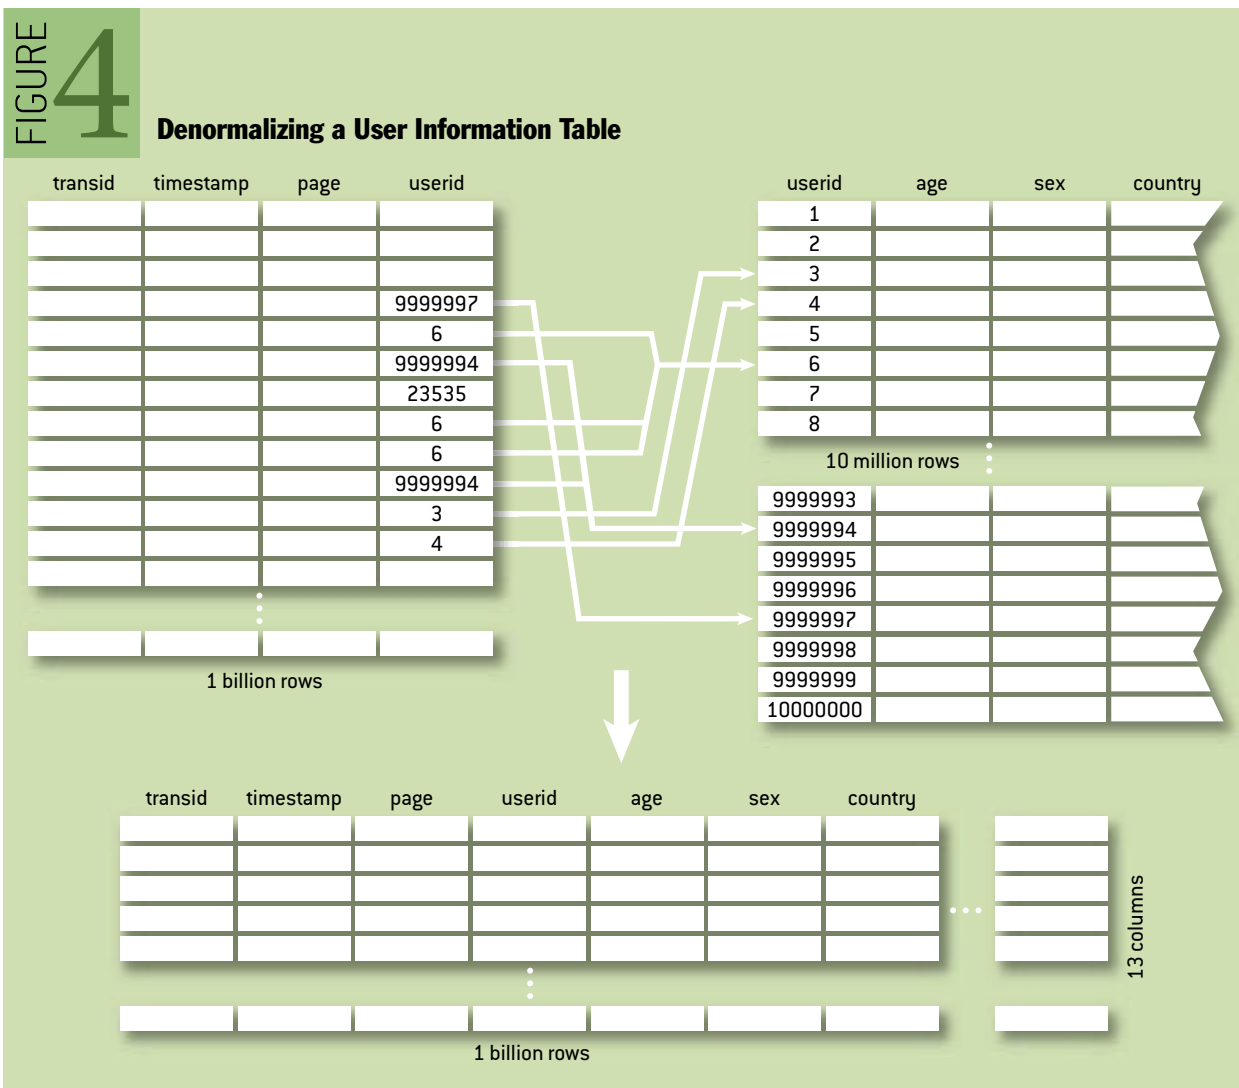 FIGURE 4
Denormalizing a User Information Table
transid timestamp page userid
9999997
6
9999994
23535
6
6
9999994
3
4
1 billion rows
userid age sex country
1
2
3
4
5
6
7
8
10 million rows
9999993
9999994
9999995
9999996
9999997
9999998
9999999
10000000
transid timestamp page userid age sex country
13 columns
1 billion rows